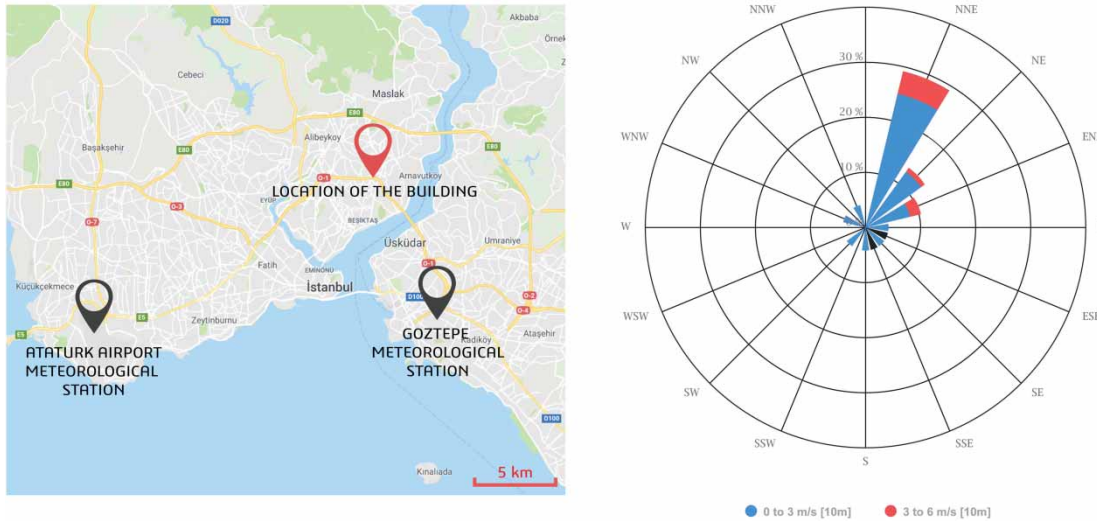 D020
Akbaba
Örnek
Cebeci
Maslak
E80
Alibeykoy
Başakşehir
E80
E80
O-1
Arnavutköy
LOCATION OF THE BUILDING
E80
O-3
EYÜP
BEŞİKTAŞ
O-7
Üsküdar
Umraniye
Fatih
EMİNÖNÜ
O-1
Küçükçekmece
İstanbul
D100
O-2
O-4
E5
E5
Zeytinburnu
Kadiköy
Ataşehir
ATATURK AIRPORT
METEOROLOGICAL
STATION
GOZTEPE
METEOROLOGICAL
STATION
D100
Kınalıada
5 km
NNW
NNE
NW
NE
30 %
WNW
20 %
10 %
W
WSW
SW
SE
SSW
SSE
S
0 to 3 m/s [10m]
3 to 6 m/s [10m]